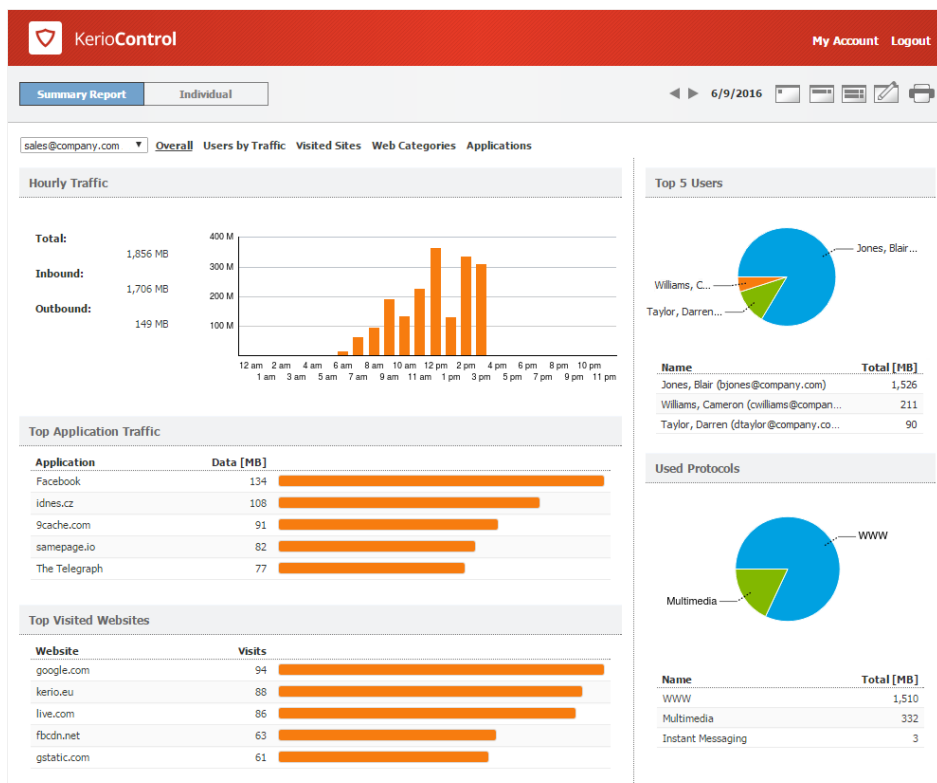 KerioControl
My Account Logout
Summary Report Individual
6/9/2016
sales@company.com Overall Users by Traffic Visited Sites Web Categories Applications
Hourly Traffic
Total:
1,856 MB
Inbound:
1,706 MB
Outbound:
149 MB
400 M
300 M
200 M
100 M
12 am 2 am 4 am 6 am 8 am 10 am 12 pm 2 pm 4 pm 6 pm 8 pm 10 pm
1 am 3 am 5 am 7 am 9 am 11 am 1 pm 3 pm 5 pm 7 pm 9 pm 11 pm
Top Application Traffic
Application Data [MB]
Facebook 134
idnes.cz 108
9cache.com 91
samepage.io 82
The Telegraph 77
Top Visited Websites
Website Visits
google.com 94
kerio.eu 88
live.com 86
fbcdn.net 63
gstatic.com 61
Top 5 Users
Jones, Blair...
Williams, C...
Taylor, Darren...
Name Total [MB]
Jones, Blair (bjones@company.com) 1,526
Williams, Cameron (cwilliams@compan... 211
Taylor, Darren (dtaylor@company.co... 90
Used Protocols
WWW
Multimedia
Name Total [MB]
WWW 1,510
Multimedia 332
Instant Messaging 3